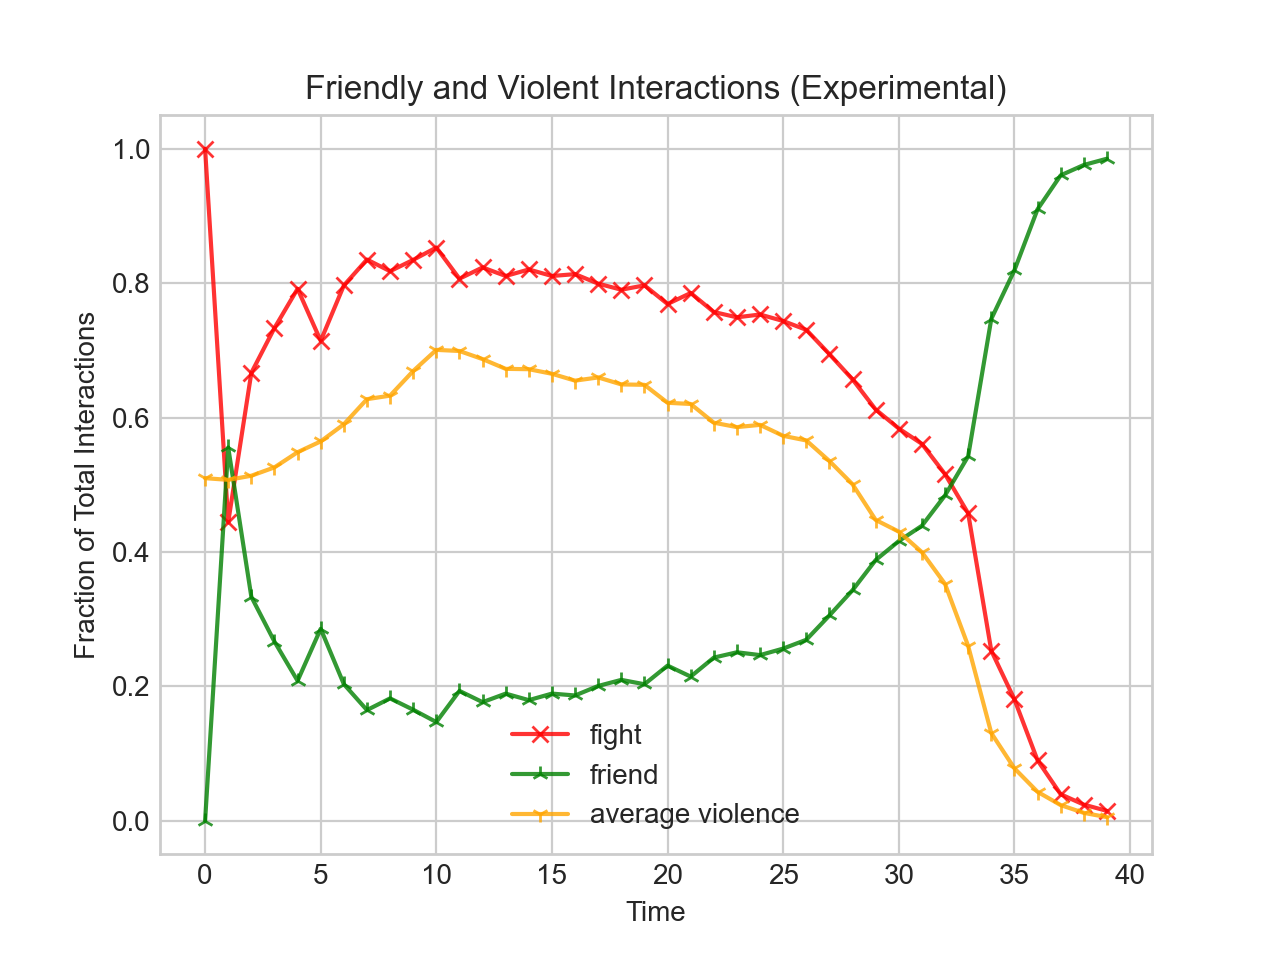 Friendly and Violent Interactions (Experimental)
Fraction of Total Interactions
1.0
0.8
0.6
0.4
0.2
0.0
fight
friend
average violence
0 5 10 15 20 25 30 35 40
Time